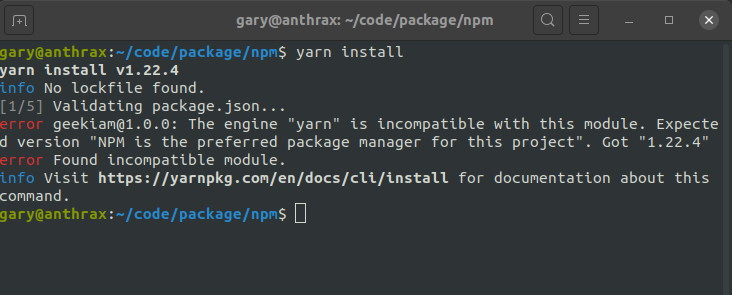 gary@anthrax: ~/code/package/npm
gary@anthrax:~/code/package/npm$ yarn install
yarn install v1.22.4
info No lockfile found.
[1/5] Validating package.json...
error geekiam@1.0.0: The engine "yarn" is incompatible with this module. Expecte
d version "NPM is the preferred package manager for this project". Got "1.22.4"
error Found incompatible module.
info Visit https://yarnpkg.com/en/docs/cli/install for documentation about this
command.
gary@anthrax:~/code/package/npm$